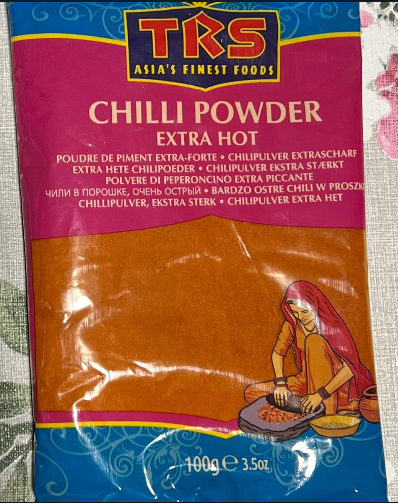 TRS
ASIA'S FINEST FOODS
CHILLI POWDER
EXTRA HOT
POUDRE DE PIMENT EXTRA-FORTE • CHILIPULVER EXTRASCHARF
EXTRA HETE CHILIPOEDER • CHILIPULVER EKSTRA STÆRKT
POLVERE DI PEPERONCINO EXTRA PICCANTE
ЧИЛИ В ПОРОШКЕ, ОЧЕНЬ ОСТРЫЙ • BARDZO OSTRE CHILI W PROSZK
CHILLIPULVER, EKSTRA STERK • CHILIPULVER EXTRA HET
100g ℮ 3.5oz